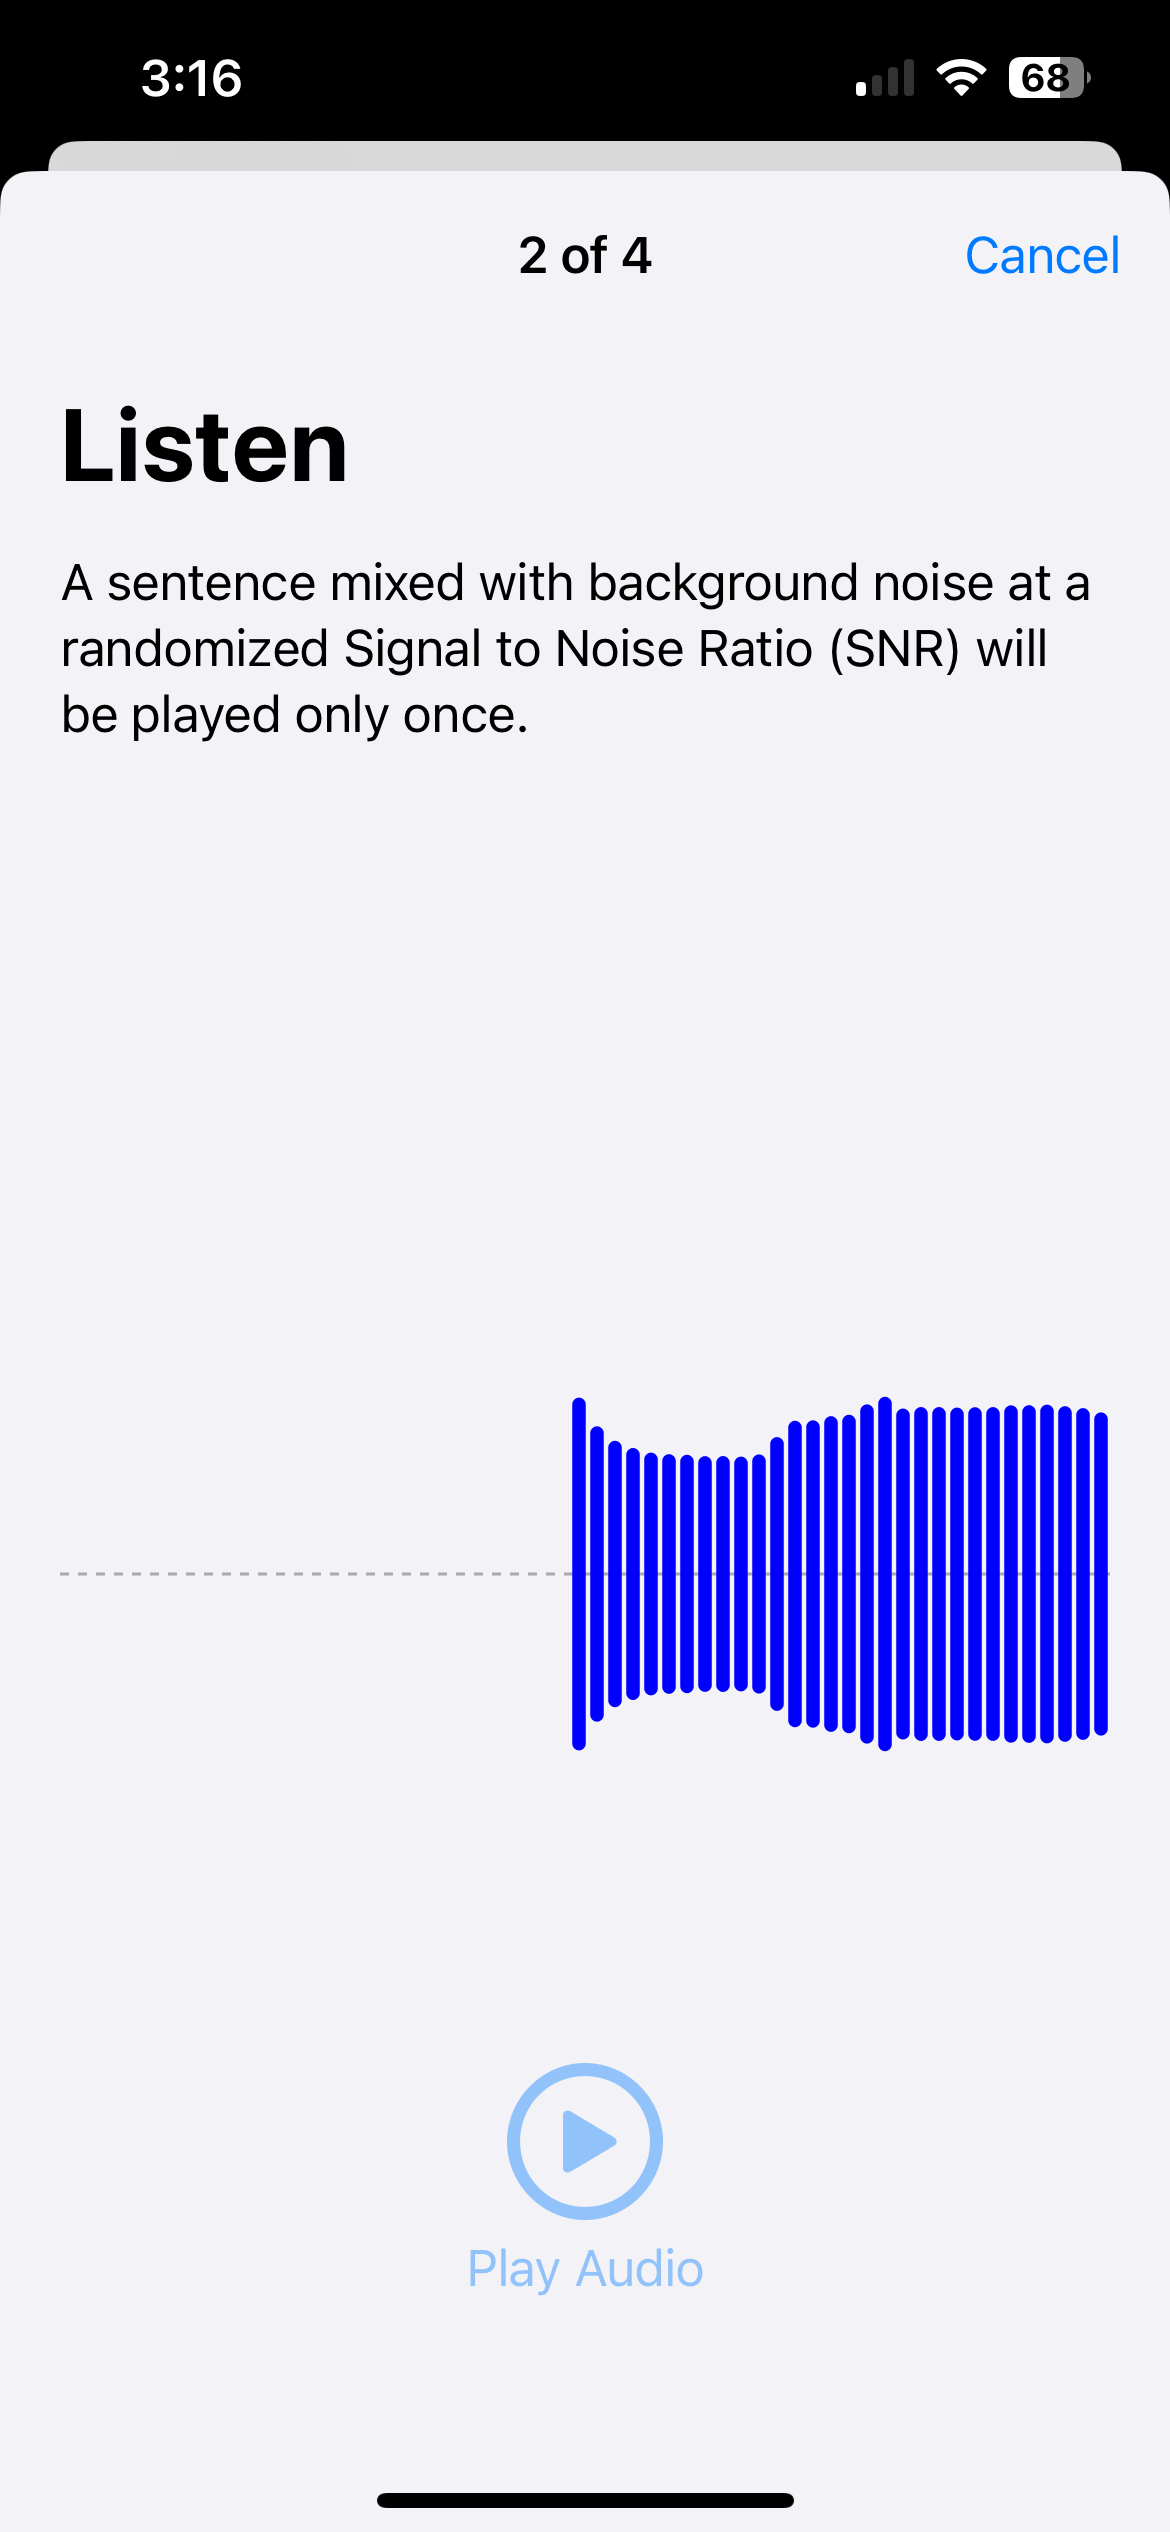 3:16
68
2 of 4
Cancel
Listen
A sentence mixed with background noise at a
randomized Signal to Noise Ratio (SNR) will
be played only once.
Play Audio